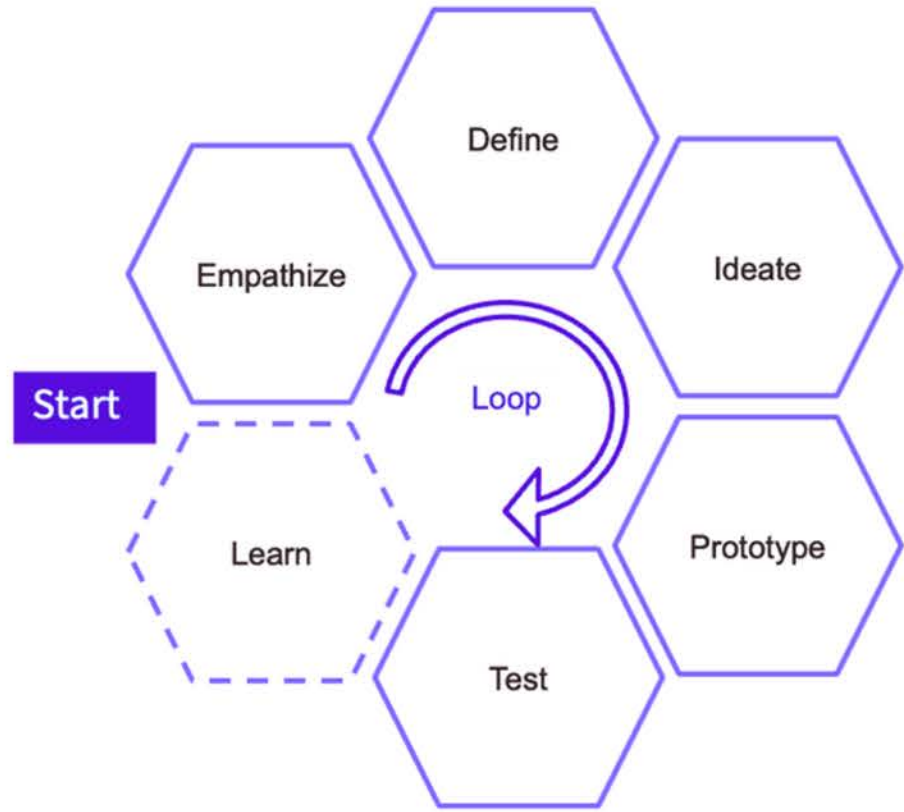 Define
Empathize
Ideate
Start
Loop
Learn
Prototype
Test